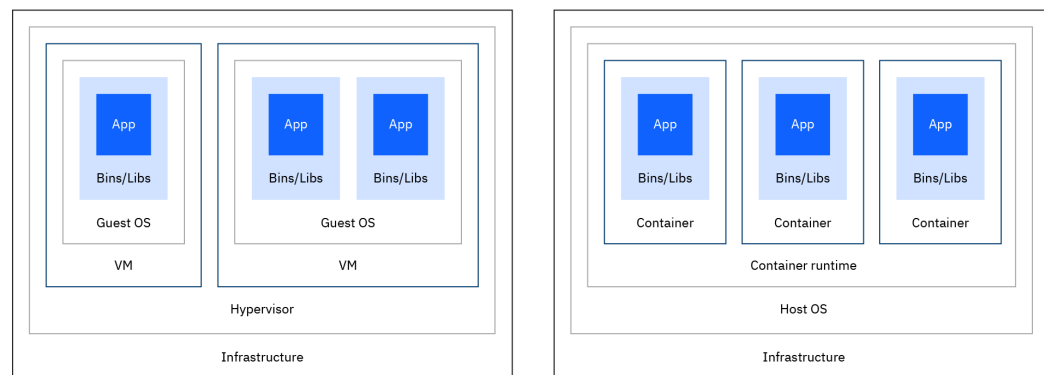 App
Bins/Libs
Guest OS
VM
App
App
Bins/Libs
Bins/Libs
Guest OS
VM
Hypervisor
Infrastructure
App
Bins/Libs
Container
App
Bins/Libs
Container
App
Bins/Libs
Container
Container runtime
Host OS
Infrastructure